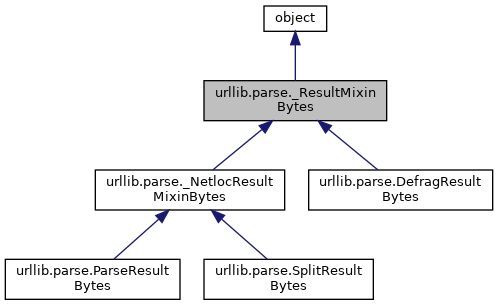 object
urllib.parse._ResultMixin
Bytes
urllib.parse._NetlocResult
MixinBytes
urllib.parse.DefragResult
Bytes
urllib.parse.ParseResult
Bytes
urllib.parse.SplitResult
Bytes